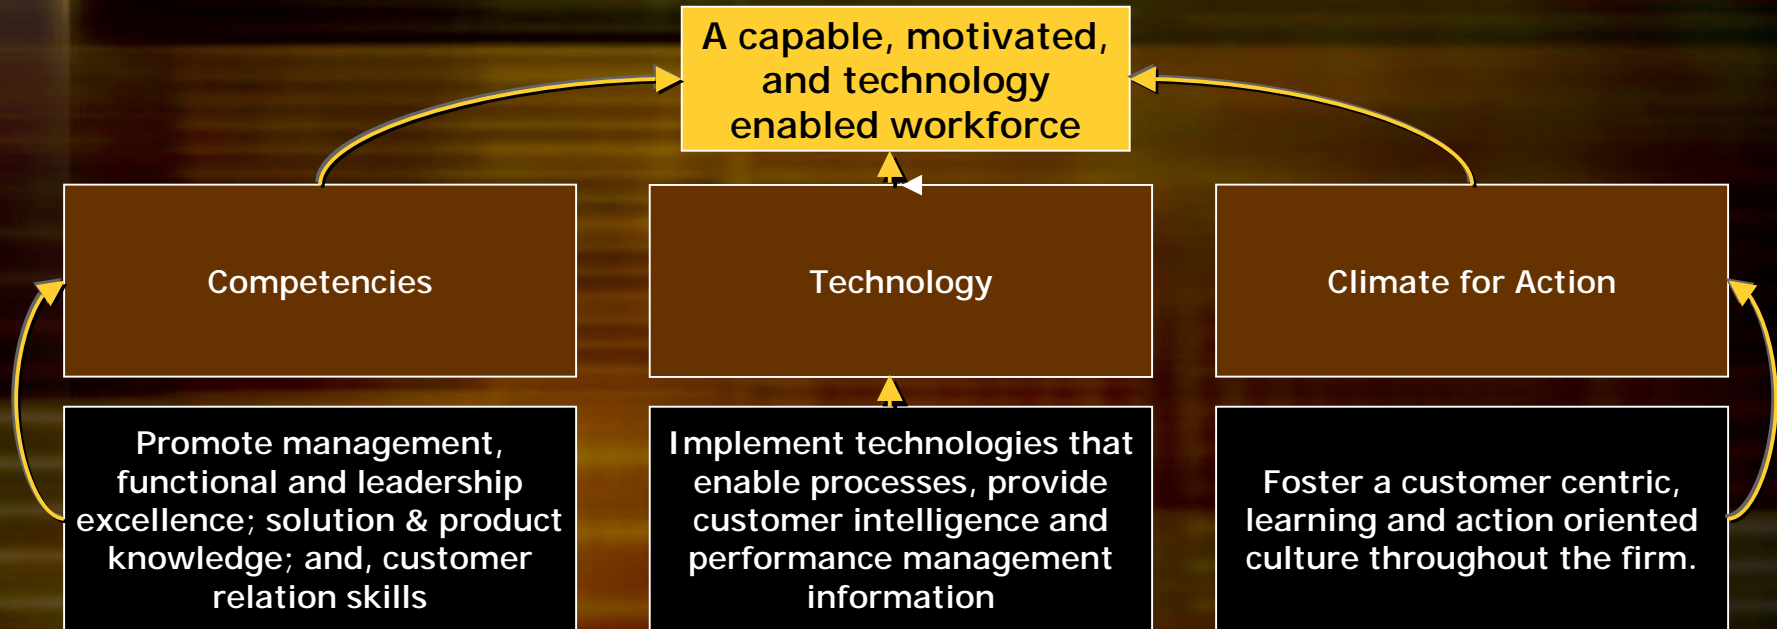 A capable, motivated,
and technology
enabled workforce
Competencies
Technology
Climate for Action
Promote management,
functional and leadership
excellence; solution & product
knowledge; and, customer
relation skills
Implement technologies that
enable processes, provide
customer intelligence and
performance management
information
Foster a customer centric,
learning and action oriented
culture throughout the firm.